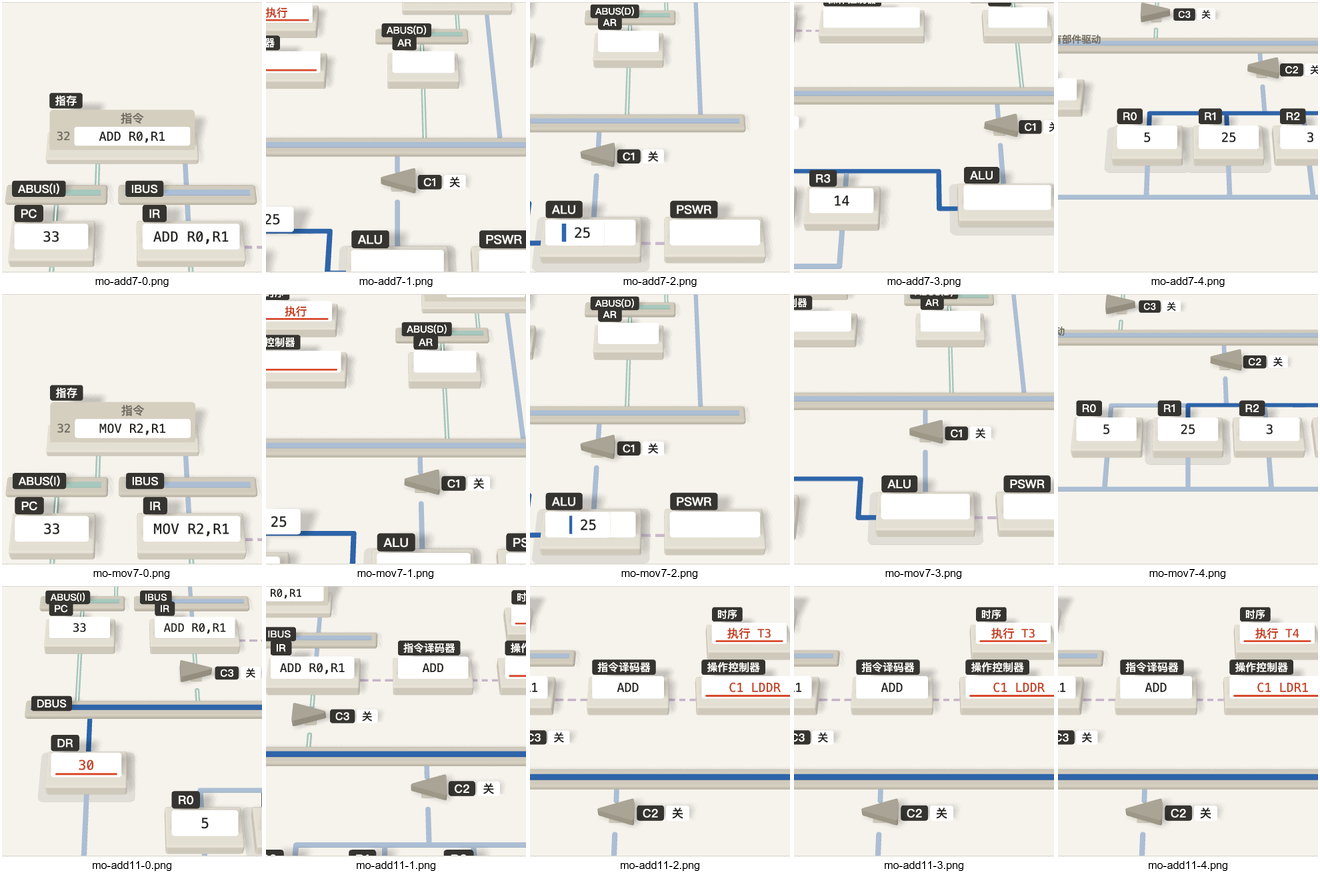 指存
指令
32 ADD R0,R1
ABUS(I) IBUS
PC IR
33 ADD R0,R1
mo-add7-0.png
执行
ABUS(D)
AR
器
C1 关
25
ALU PSWR
mo-add7-1.png
ABUS(D)
AR
C1 关
ALU PSWR
25
mo-add7-2.png
C1 关
R3 ALU
14
mo-add7-3.png
C3 关
部件驱动
C2 关
R0 R1 R2
5 25 3
mo-add7-4.png
指存
指令
32 MOV R2,R1
ABUS(I) IBUS
PC IR
33 MOV R2,R1
mo-mov7-0.png
执行
ABUS(D)
控制器 AR
C1 关
25
ALU PS
mo-mov7-1.png
ABUS(D)
AR
C1 关
ALU PSWR
25
mo-mov7-2.png
制器 AR
C1 关
ALU PSWR
mo-mov7-3.png
C3 关
动
C2 关
R0 R1 R2
5 25 3
mo-mov7-4.png
ABUS(I) IBUS
PC IR
33 ADD R0,R1
C3 关
DBUS
DR
30
R0
5
mo-add11-0.png
R0,R1
时
IBUS
IR 指令译码器 操作
ADD R0,R1 ADD
C3 关
C2 关
mo-add11-1.png
时序
执行 T3
指令译码器 操作控制器
1 ADD C1 LDDR
C3 关
C2 关
mo-add11-2.png
时序
执行 T3
指令译码器 操作控制器
1 ADD C1 LDDR
C3 关
C2 关
mo-add11-3.png
时序
执行 T4
指令译码器 操作控制器
1 ADD C1 LDR1
C3 关
C2 关
mo-add11-4.png